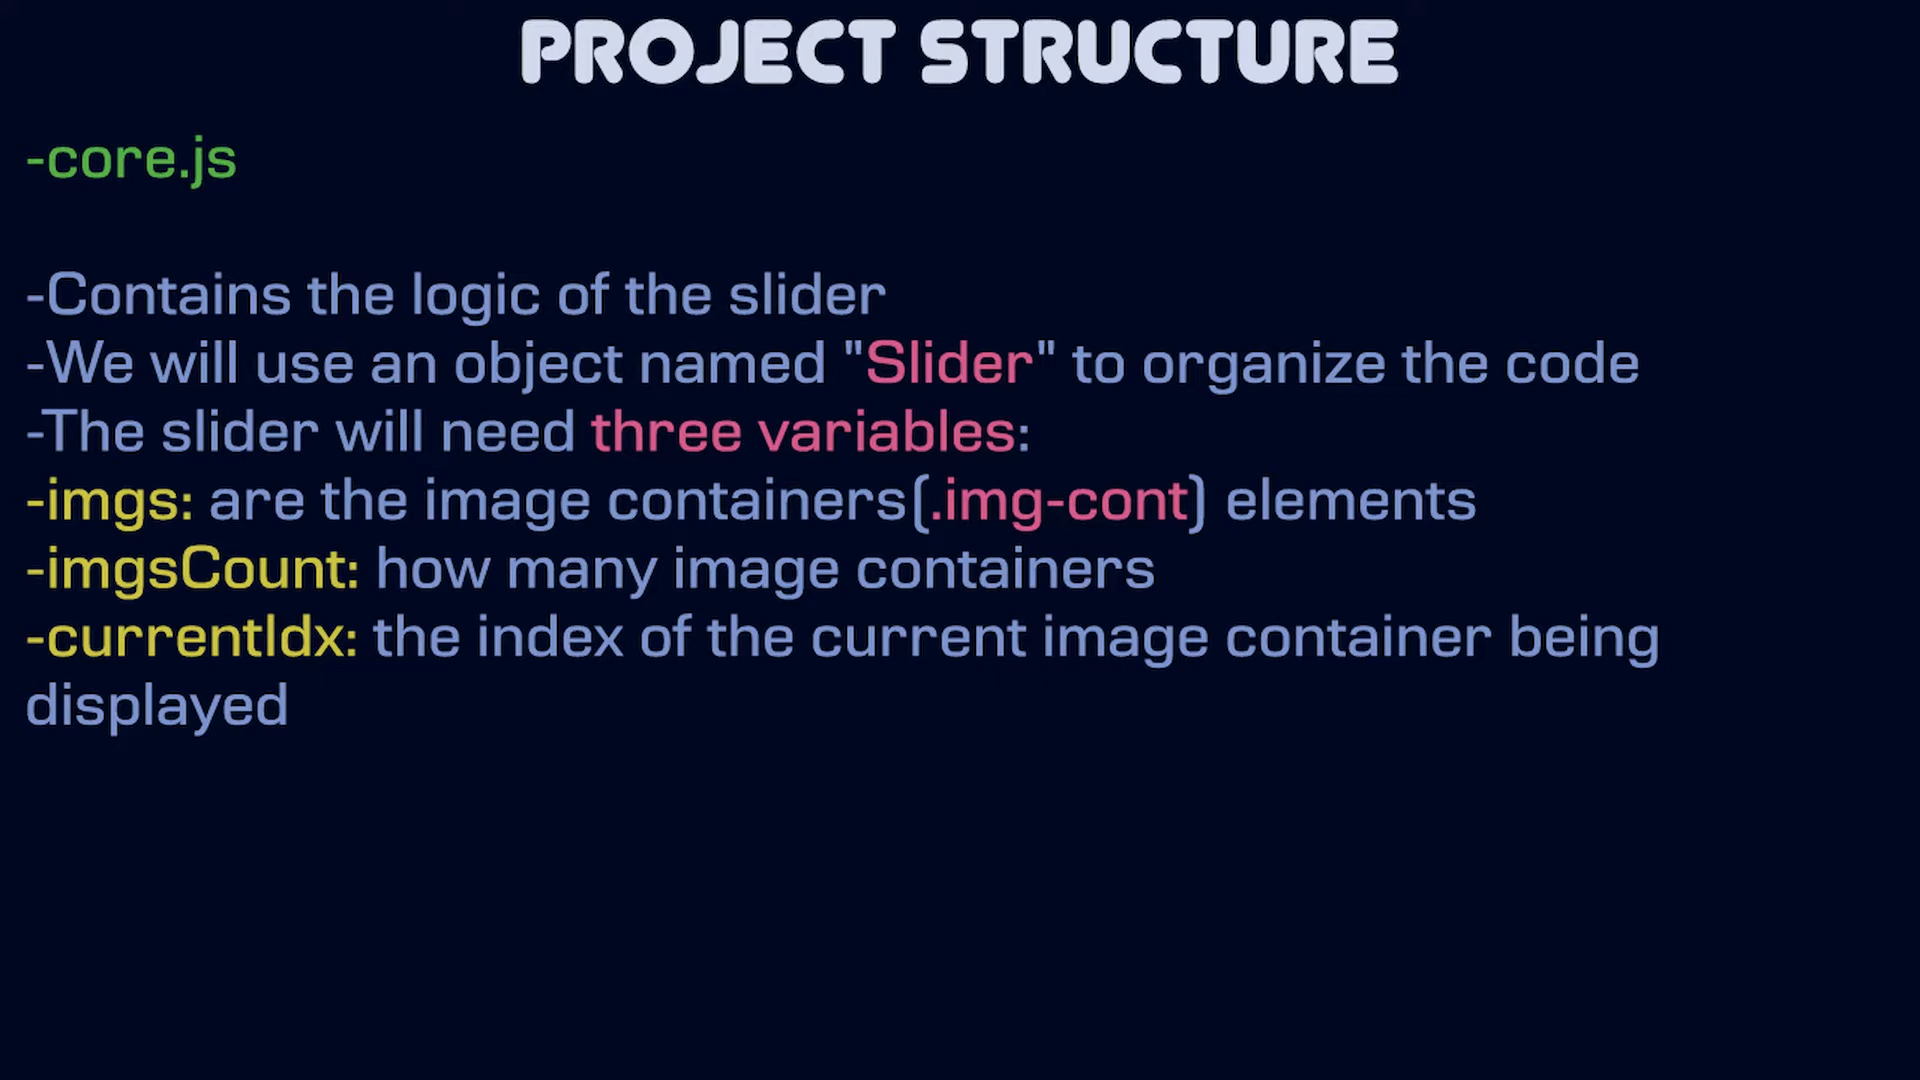 PROJECT STRUCTURE
-core.js
-Contains the logic of the slider
-We will use an object named "Slider" to organize the code
-The slider will need three variables:
-imgs: are the image containers(.img-cont) elements
-imgsCount: how many image containers
-currentIdx: the index of the current image container being
displayed